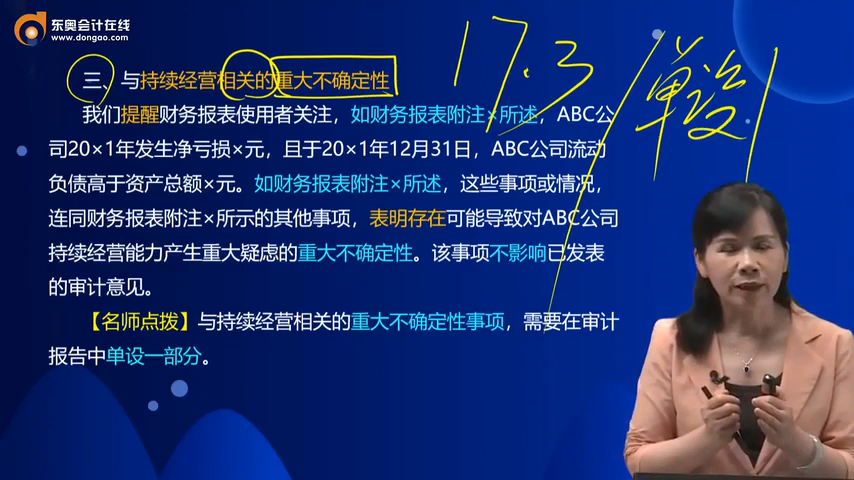 东奥会计在线
www.dongao.com
17.3
单设
三、与持续经营相关的重大不确定性
我们提醒财务报表使用者关注，如财务报表附注×所述，ABC公
司20×1年发生净亏损×元，且于20×1年12月31日，ABC公司流动
负债高于资产总额×元。如财务报表附注×所述，这些事项或情况，
连同财务报表附注×所示的其他事项，表明存在可能导致对ABC公司
持续经营能力产生重大疑虑的重大不确定性。该事项不影响已发表
的审计意见。
【名师点拨】与持续经营相关的重大不确定性事项，需要在审计
报告中单设一部分。